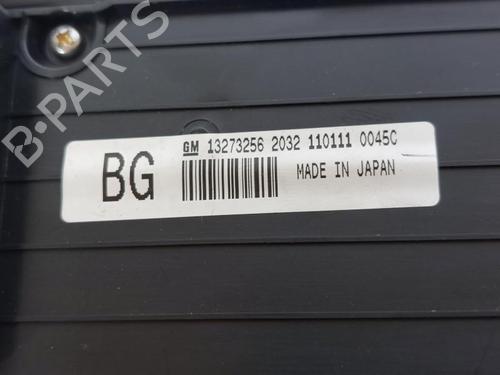 B-PARTS
GM 13273256 2032 110111 0045C
BG
MADE IN JAPAN